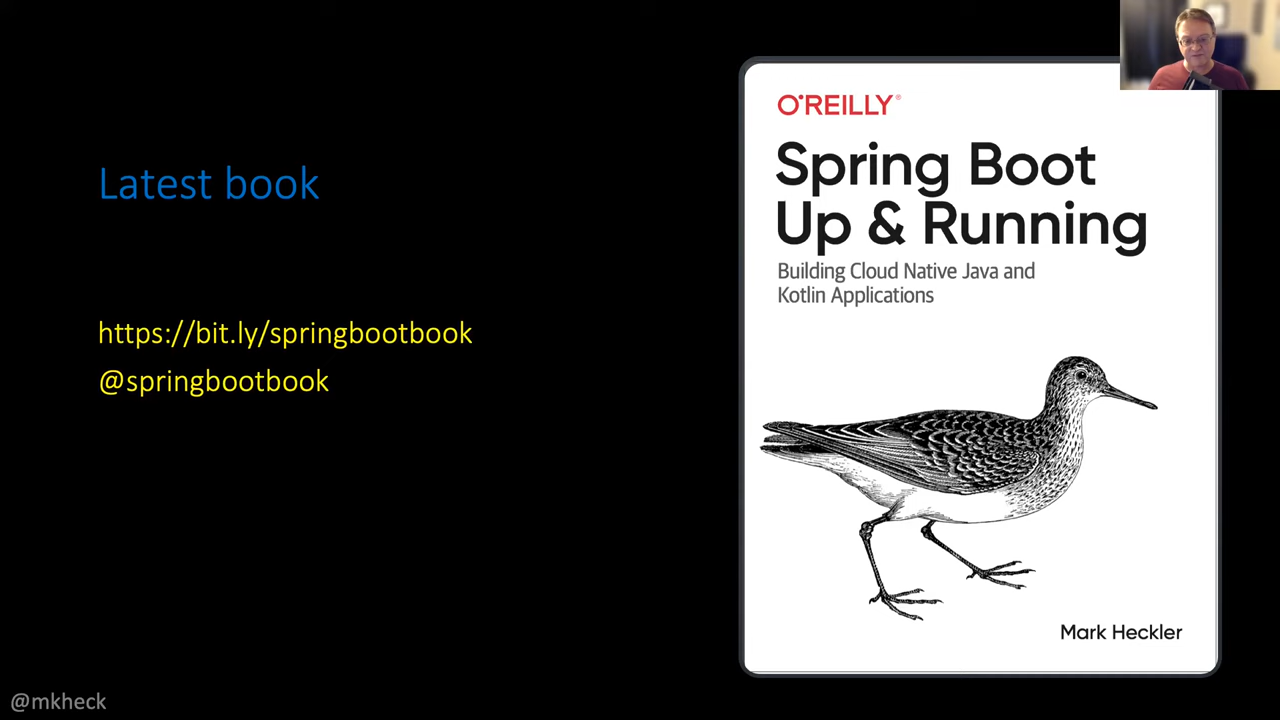 Latest book
https://bit.ly/springbootbook
@springbootbook
O'REILLY®
Spring Boot
Up & Running
Building Cloud Native Java and
Kotlin Applications
Mark Heckler
@mkheck